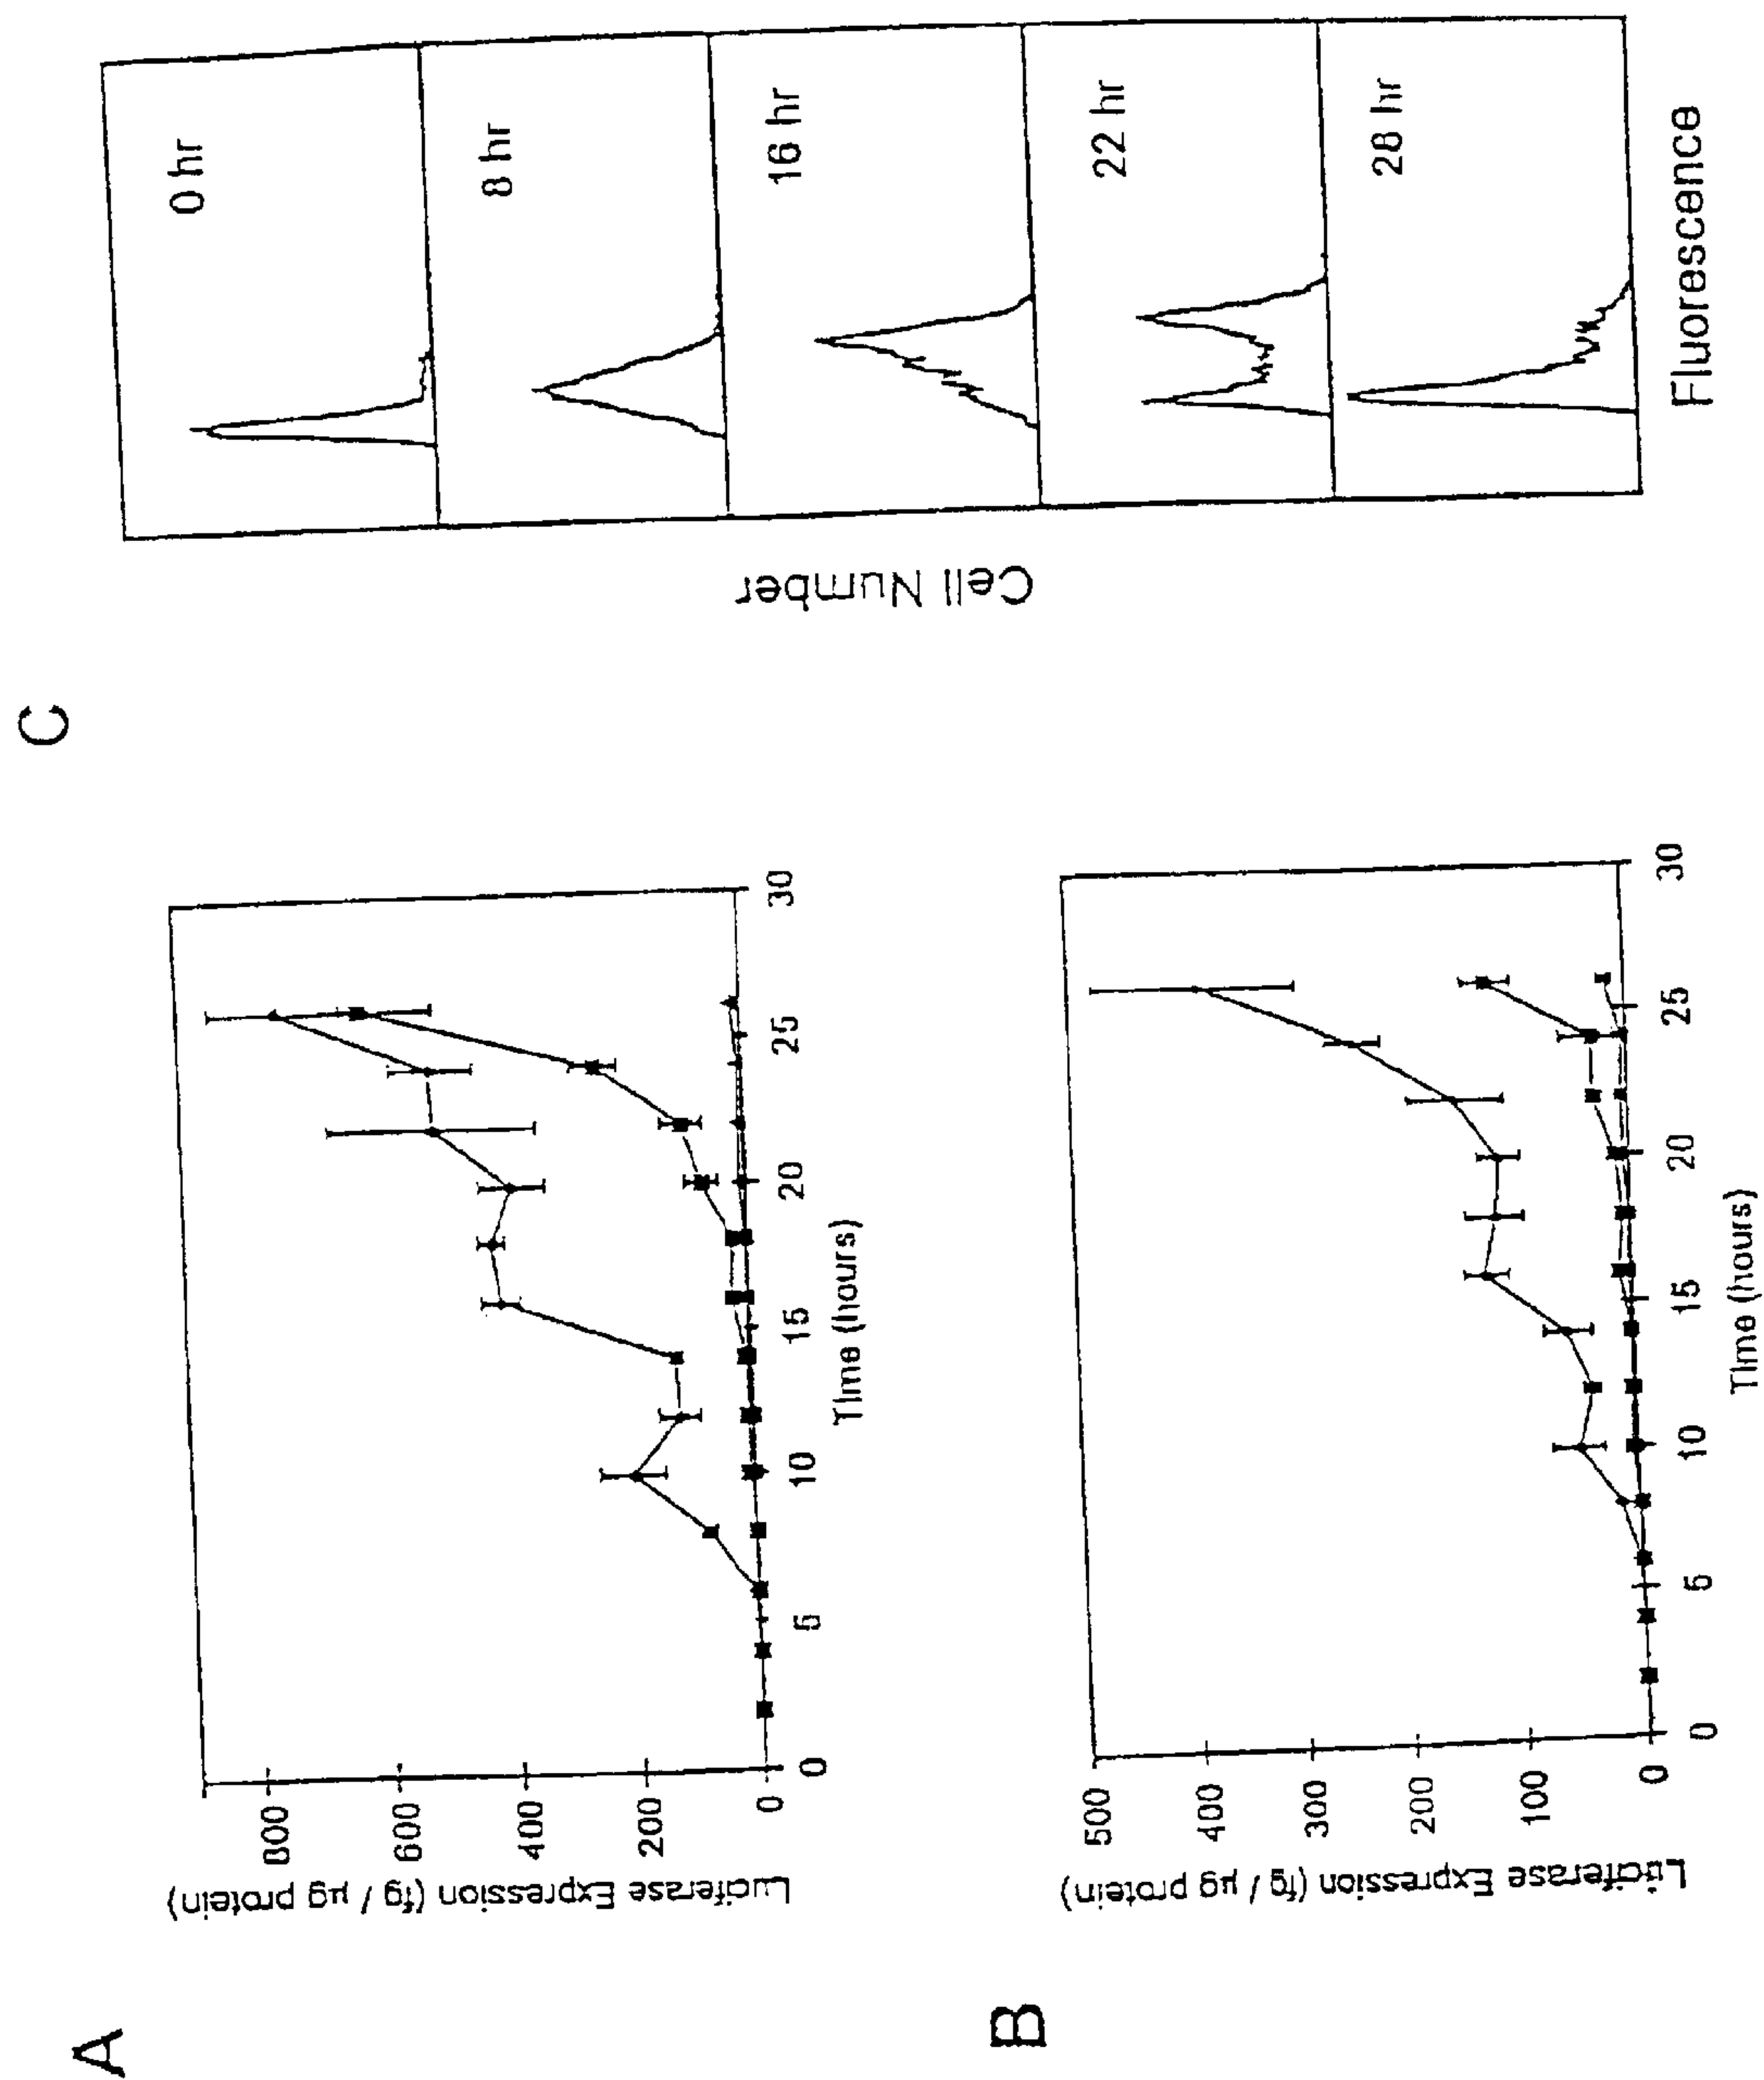 A
Luciferase Expression (fg / µg protein)
800
600
400
200
0
0
5
10
15
20
25
30
Time (hours)
B
Luciferase Expression (fg / µg protein)
500
400
300
200
100
0
0
5
10
15
20
25
30
Time (hours)
C
Cell Number
0 hr
8 hr
16 hr
22 hr
28 hr
Fluorescence